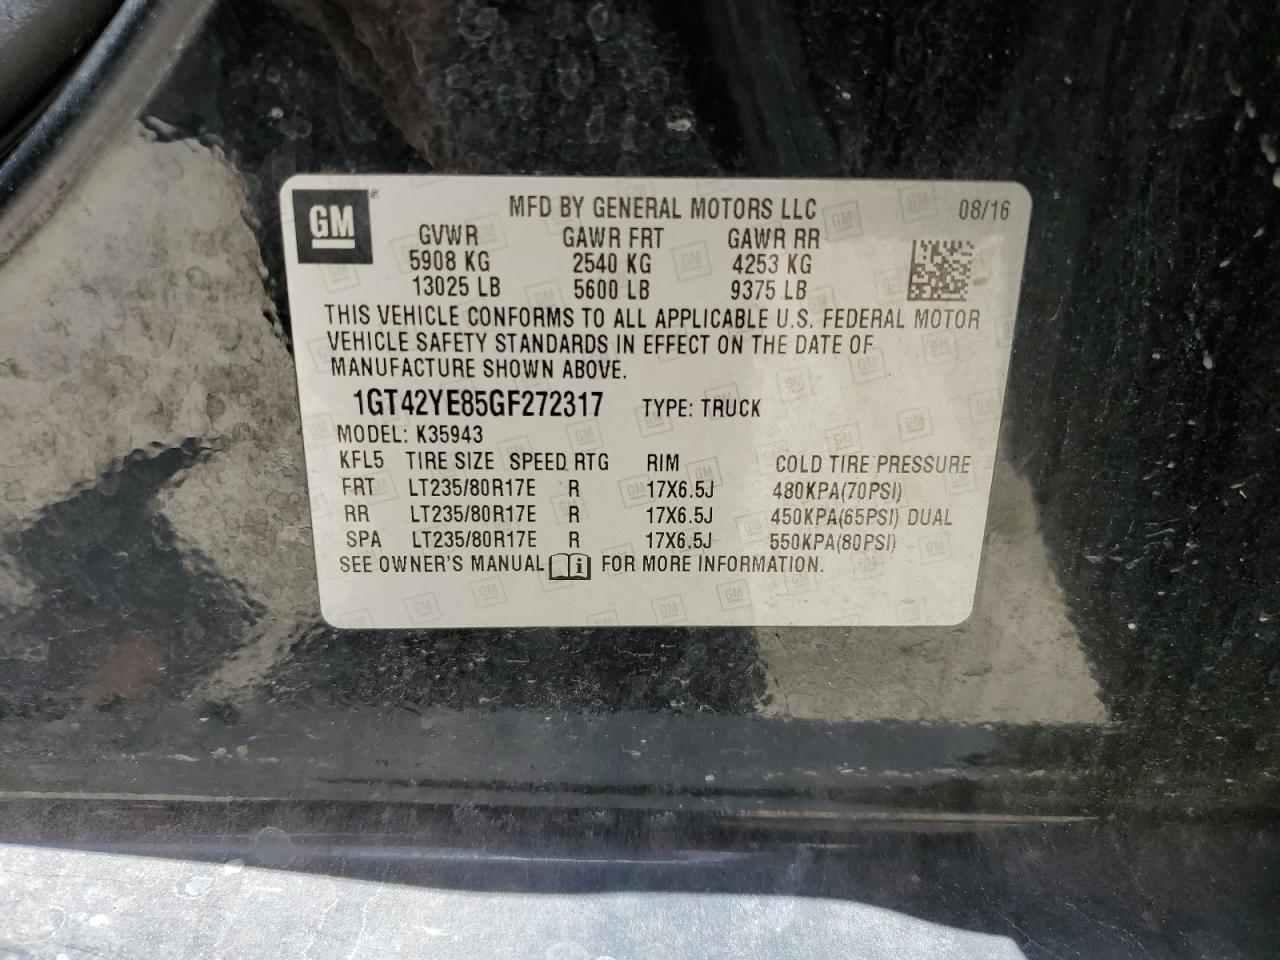 GM ®
MFD BY GENERAL MOTORS LLC 08/16
GVWR GAWR FRT GAWR RR
5908 KG 2540 KG 4253 KG
13025 LB 5600 LB 9375 LB
THIS VEHICLE CONFORMS TO ALL APPLICABLE U.S. FEDERAL MOTOR
VEHICLE SAFETY STANDARDS IN EFFECT ON THE DATE OF
MANUFACTURE SHOWN ABOVE.
1GT42YE85GF272317 TYPE: TRUCK
MODEL: K35943
KFL5 TIRE SIZE SPEED RTG RIM COLD TIRE PRESSURE
FRT LT235/80R17E R 17X6.5J 480KPA(70PSI)
RR LT235/80R17E R 17X6.5J 450KPA(65PSI) DUAL
SPA LT235/80R17E R 17X6.5J 550KPA(80PSI)
SEE OWNER'S MANUAL i FOR MORE INFORMATION.